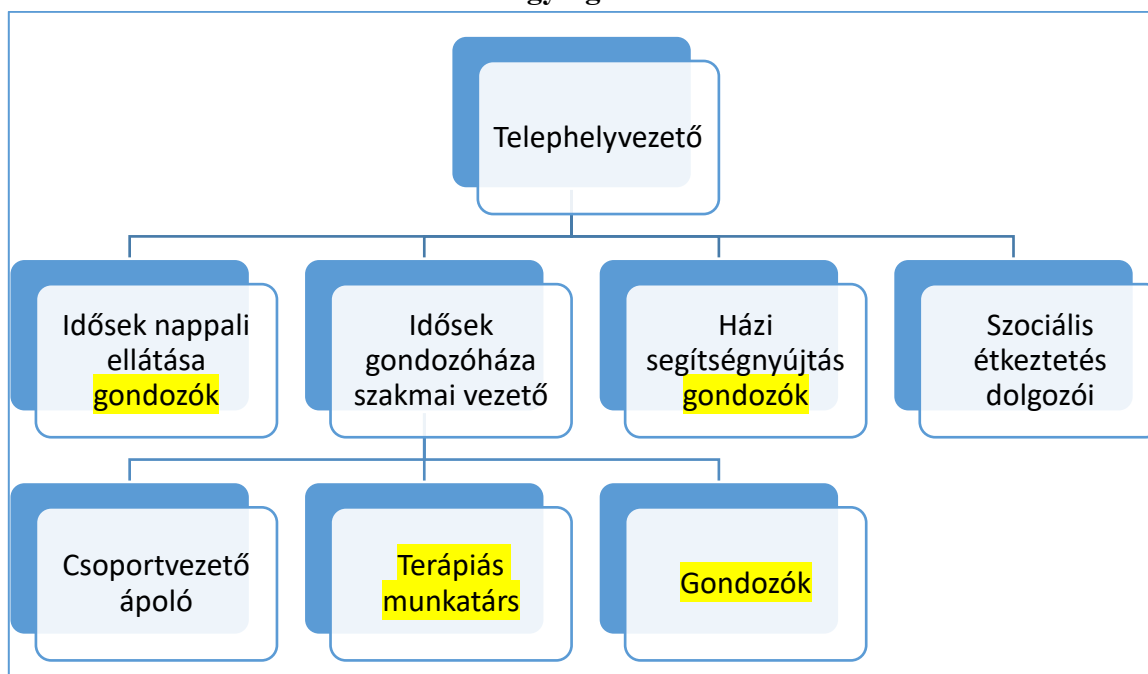 Telephelyvezető
Idősek nappali
ellátása
gondozók
Idősek
gondozóháza
szakmai vezető
Házi
segítségnyújtás
gondozók
Szociális
étkeztetés
dolgozói
Csoportvezető
ápoló
Terápiás
munkatárs
Gondozók